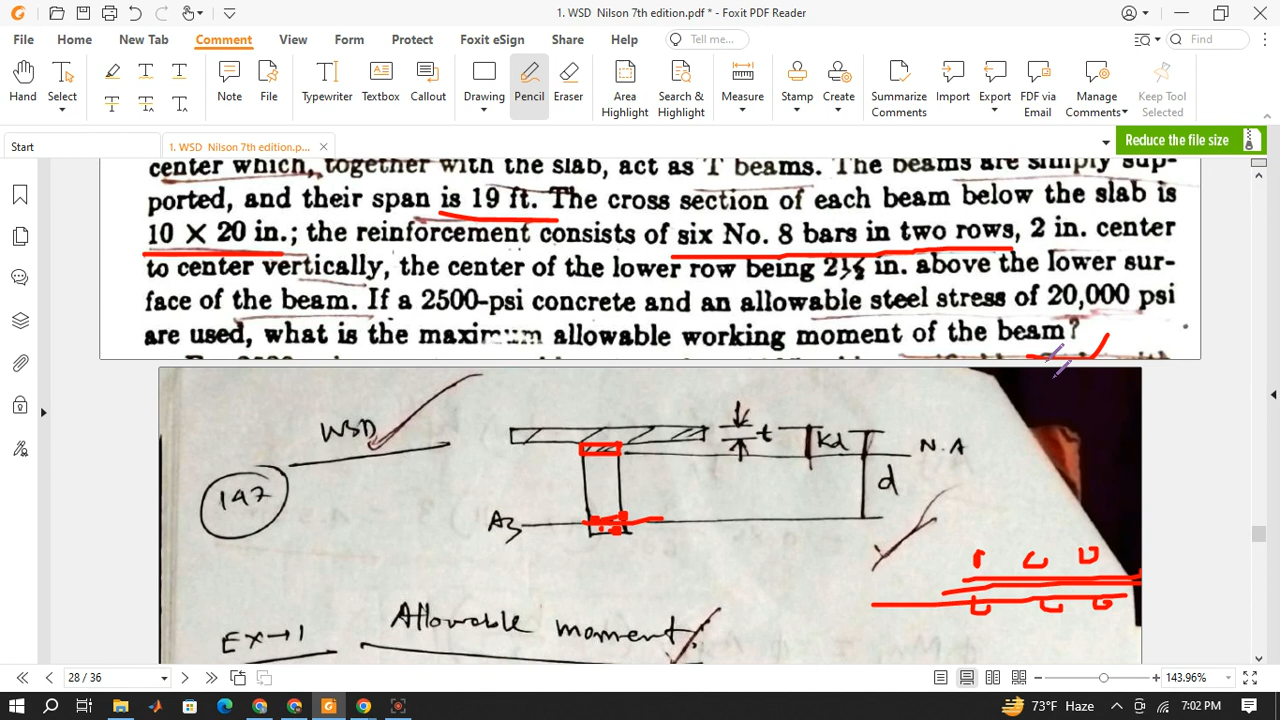 1. WSD Nilson 7th edition.pdf * - Foxit PDF Reader
File Home New Tab Comment View Form Protect Foxit eSign Share Help Tell me... Find
Hand Select Note File Typewriter Textbox Callout Drawing Pencil Eraser Area Highlight Search & Highlight Measure Stamp Create Summarize Comments Import Export FDF via Email Manage Comments Keep Tool Selected
Start 1. WSD Nilson 7th edition.p... Reduce the file size
center which, together with the slab, act as T beams. The beams are simply sup-
ported, and their span is 19 ft. The cross section of each beam below the slab is
10 × 20 in.; the reinforcement consists of six No. 8 bars in two rows, 2 in. center
to center vertically, the center of the lower row being 2½ in. above the lower sur-
face of the beam. If a 2500-psi concrete and an allowable steel stress of 20,000 psi
are used, what is the maximum allowable working moment of the beam?
WSD
t kd N.A
147
d
As
Ex→1 Allowable moment.
28 / 36 143.96%
73°F Haze 7:02 PM